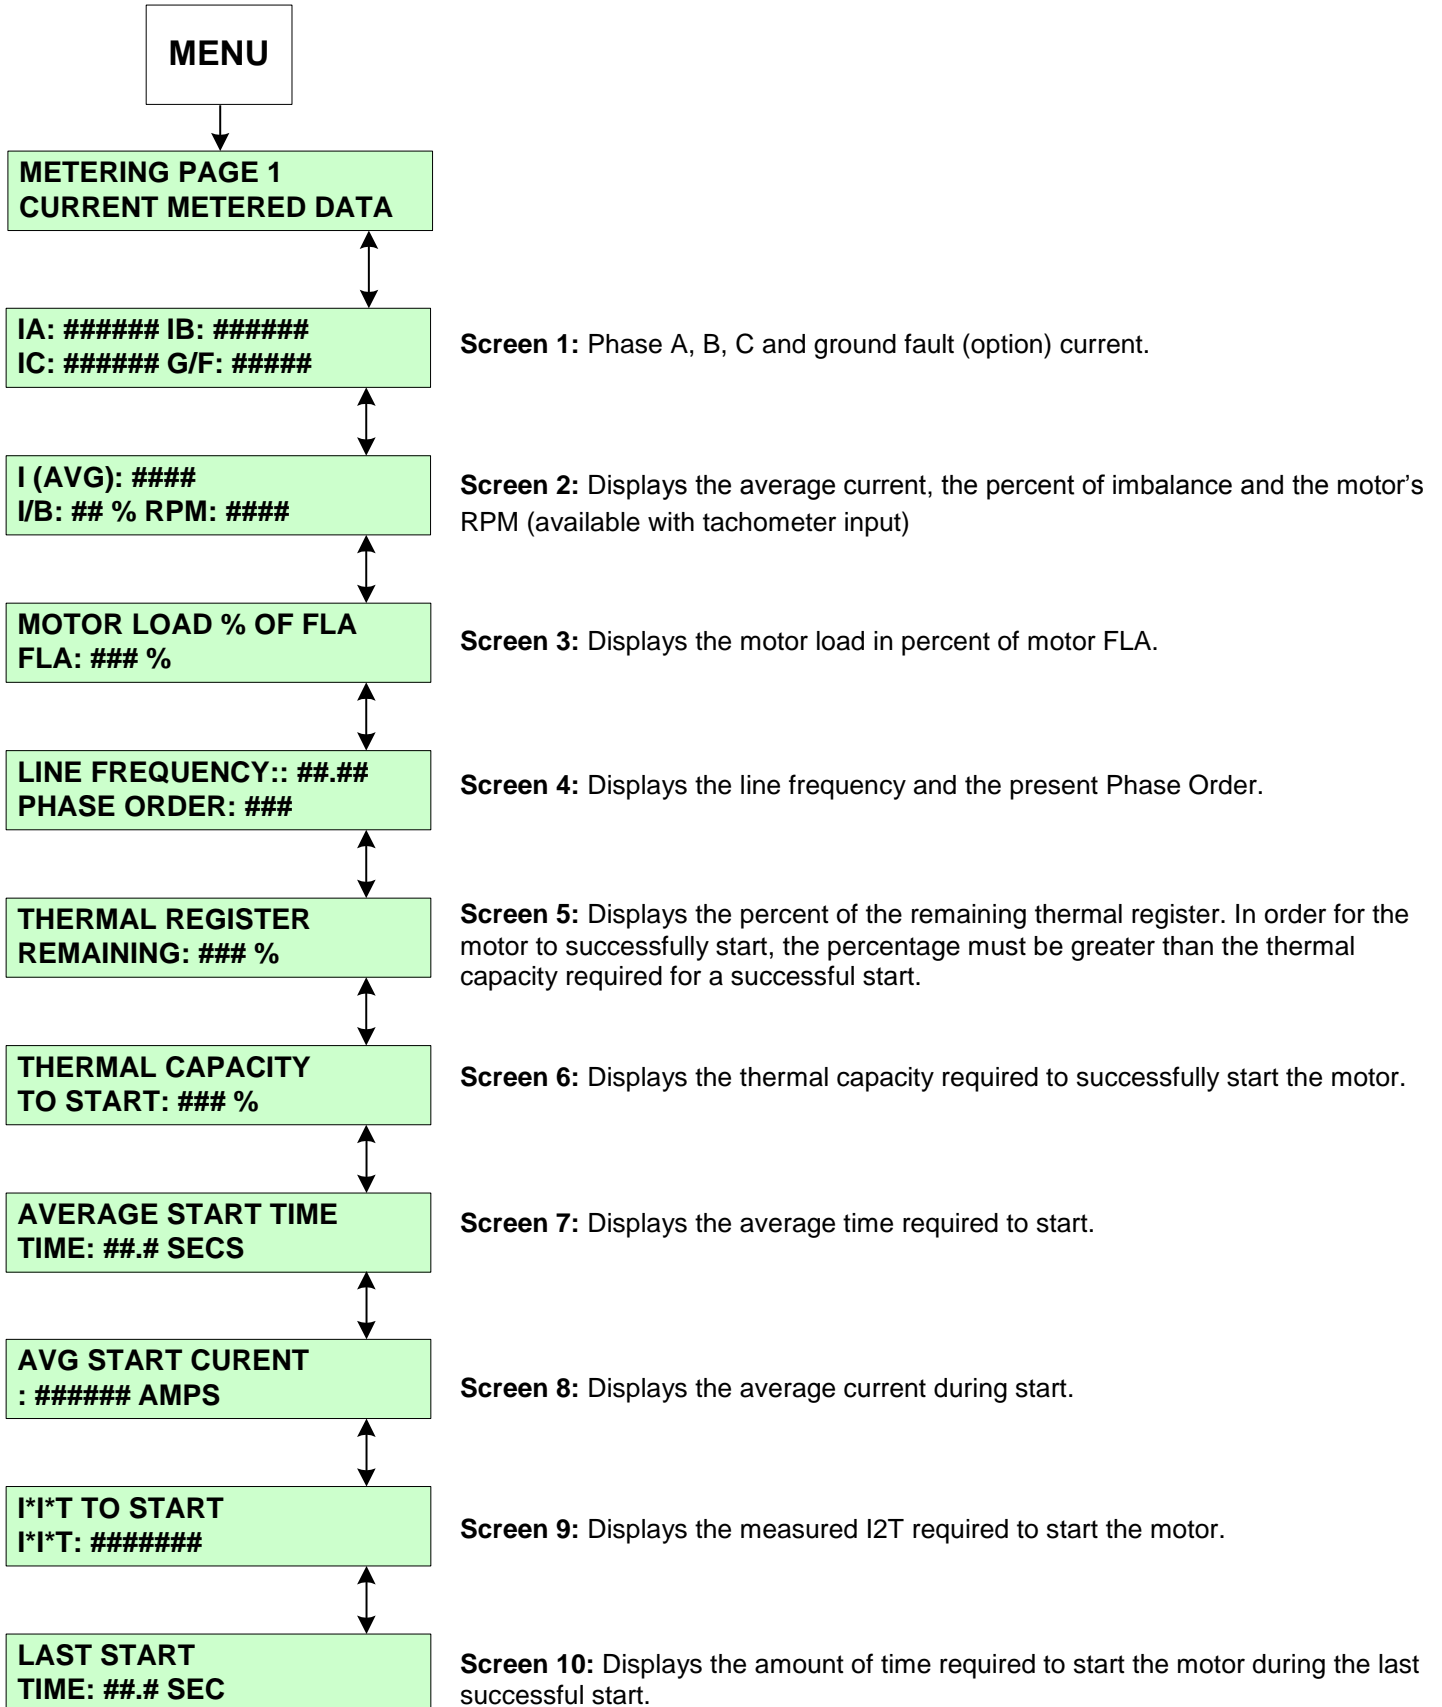 MENU
METERING PAGE 1
CURRENT METERED DATA
IA: ###### IB: ######
IC: ###### G/F: #####
Screen 1: Phase A, B, C and ground fault (option) current.
I (AVG): ####
I/B: ## % RPM: ####
Screen 2: Displays the average current, the percent of imbalance and the motor’s
RPM (available with tachometer input)
MOTOR LOAD % OF FLA
FLA: ### %
Screen 3: Displays the motor load in percent of motor FLA.
LINE FREQUENCY:: ##.##
PHASE ORDER: ###
Screen 4: Displays the line frequency and the present Phase Order.
THERMAL REGISTER
REMAINING: ### %
Screen 5: Displays the percent of the remaining thermal register. In order for the
motor to successfully start, the percentage must be greater than the thermal
capacity required for a successful start.
THERMAL CAPACITY
TO START: ### %
Screen 6: Displays the thermal capacity required to successfully start the motor.
AVERAGE START TIME
TIME: ##.# SECS
Screen 7: Displays the average time required to start.
AVG START CURENT
: ###### AMPS
Screen 8: Displays the average current during start.
I*I*T TO START
I*I*T: #######
Screen 9: Displays the measured I2T required to start the motor.
LAST START
TIME: ##.# SEC
Screen 10: Displays the amount of time required to start the motor during the last
successful start.